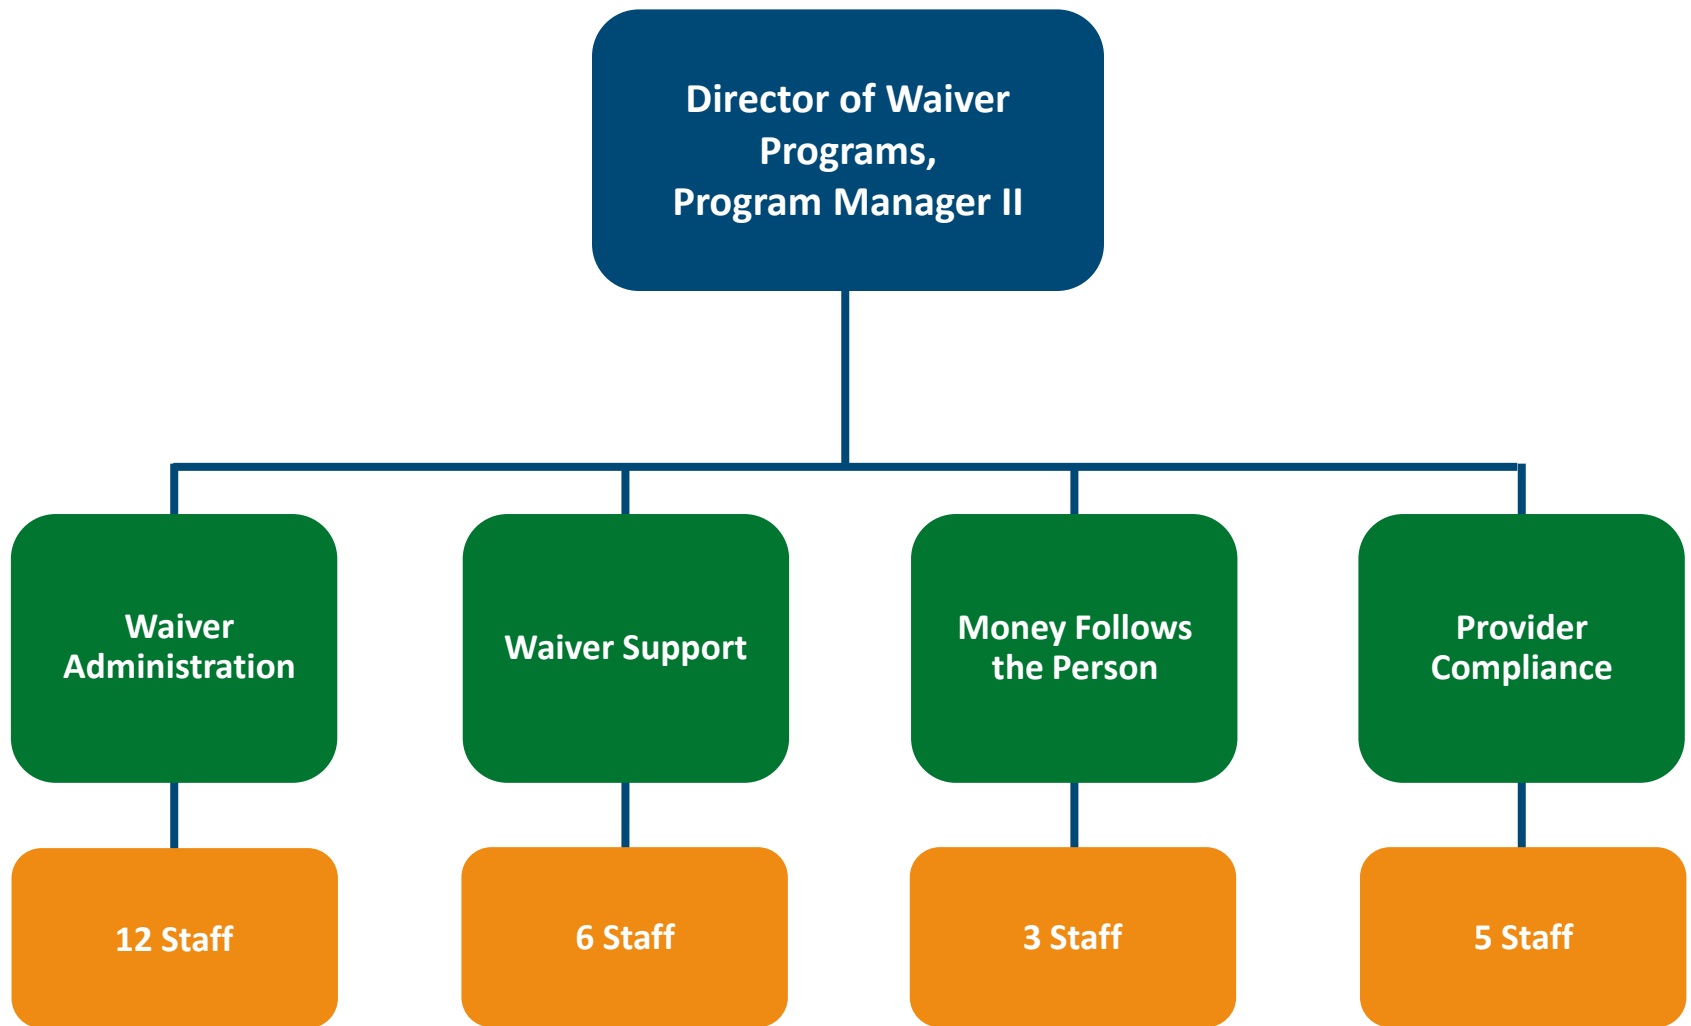 Director of Waiver
Programs,
Program Manager II
Waiver
Administration
Waiver Support
Money Follows
the Person
Provider
Compliance
12 Staff
6 Staff
3 Staff
5 Staff